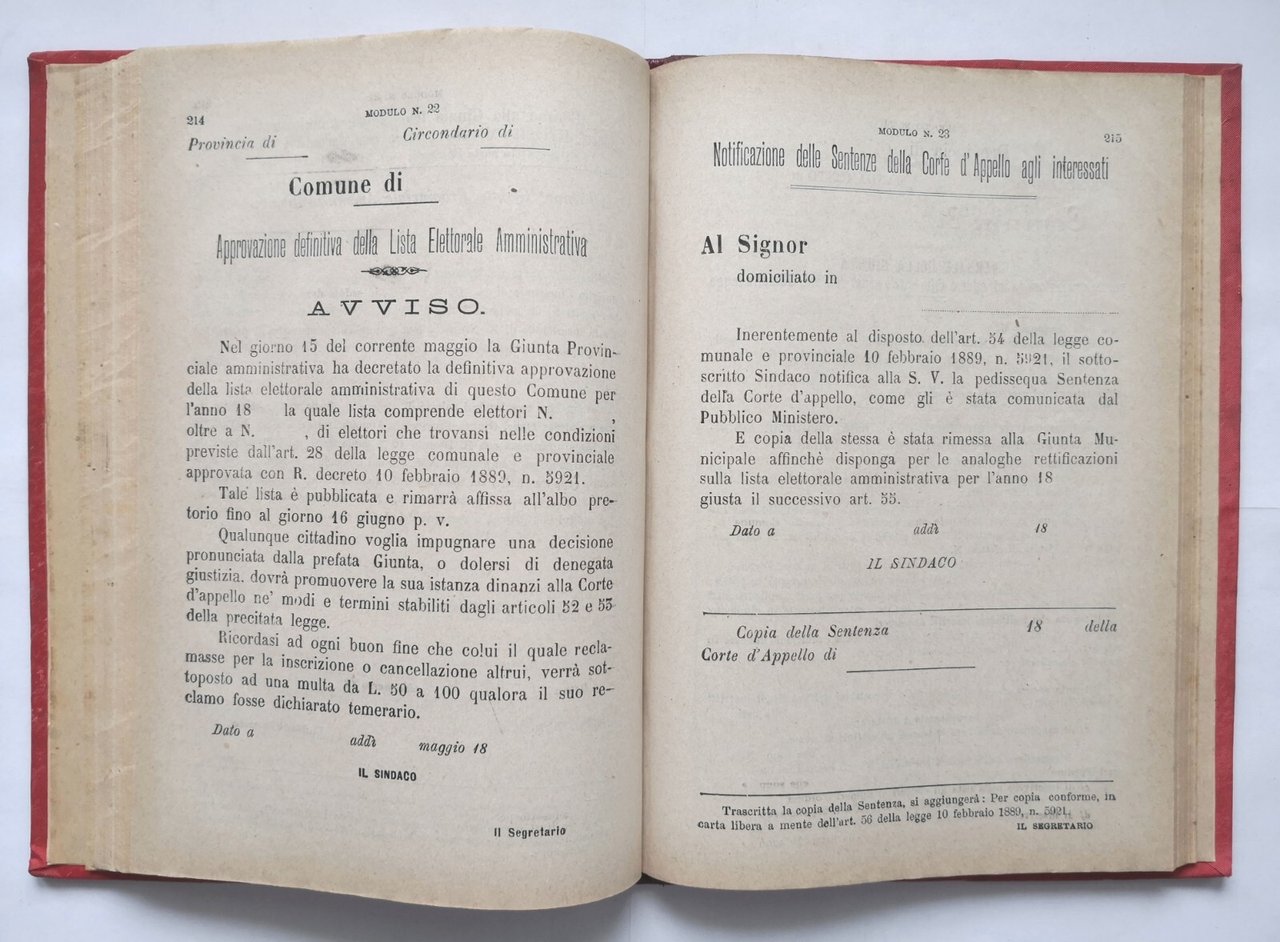 214
MODULO N. 22
Provincia di
Circondario di
Comune di
Approvazione definitiva della Lista Elettorale Amministrativa
AVVISO.
Nel giorno 15 del corrente maggio la Giunta Provin-
ciale amministrativa ha decretato la definitiva approvazione
della lista elettorale amministrativa di questo Comune per
l'anno 18 la quale lista comprende elettori N. ,
oltre a N. , di elettori che trovansi nelle condizioni
previste dall'art. 28 della legge comunale e provinciale
approvata con R. decreto 10 febbraio 1889, n. 5921.
Tale lista è pubblicata e rimarrà affissa all'albo pre-
torio fino al giorno 16 giugno p. v.
Qualunque cittadino voglia impugnare una decisione
pronunciata dalla prefata Giunta, o dolersi di denegata
giustizia. dovrà promuovere la sua istanza dinanzi alla Corte
d'appello ne' modi e termini stabiliti dagli articoli 52 e 53
della precitata legge.
Ricordasi ad ogni buon fine che colui il quale recla-
masse per la inscrizione o cancellazione altrui, verrà sot-
toposto ad una multa da L. 50 a 100 qualora il suo re-
clamo fosse dichiarato temerario.
Dato a addì maggio 18
IL SINDACO
Il Segretario
MODULO N. 23
215
Notificazione delle Sentenze della Corte d'Appello agli interessati
Al Signor
domiciliato in
Inerentemente al disposto dell'art. 54 della legge co-
munale e provinciale 10 febbraio 1889, n. 5921, il sotto-
scritto Sindaco notifica alla S. V. la pedissequa Sentenza
della Corte d'appello, come gli è stata comunicata dal
Pubblico Ministero.
E copia della stessa è stata rimessa alla Giunta Mu-
nicipale affinchè disponga per le analoghe rettificazioni
sulla lista elettorale amministrativa per l'anno 18
giusta il successivo art. 55.
Dato a addì 18
IL SINDACO
Copia della Sentenza 18 della
Corte d'Appello di
Trascritta la copia della Sentenza, si aggiungerà: Per copia conforme, in
carta libera a mente dell'art. 56 della legge 10 febbraio 1889, n. 5921.
IL SEGRETARIO